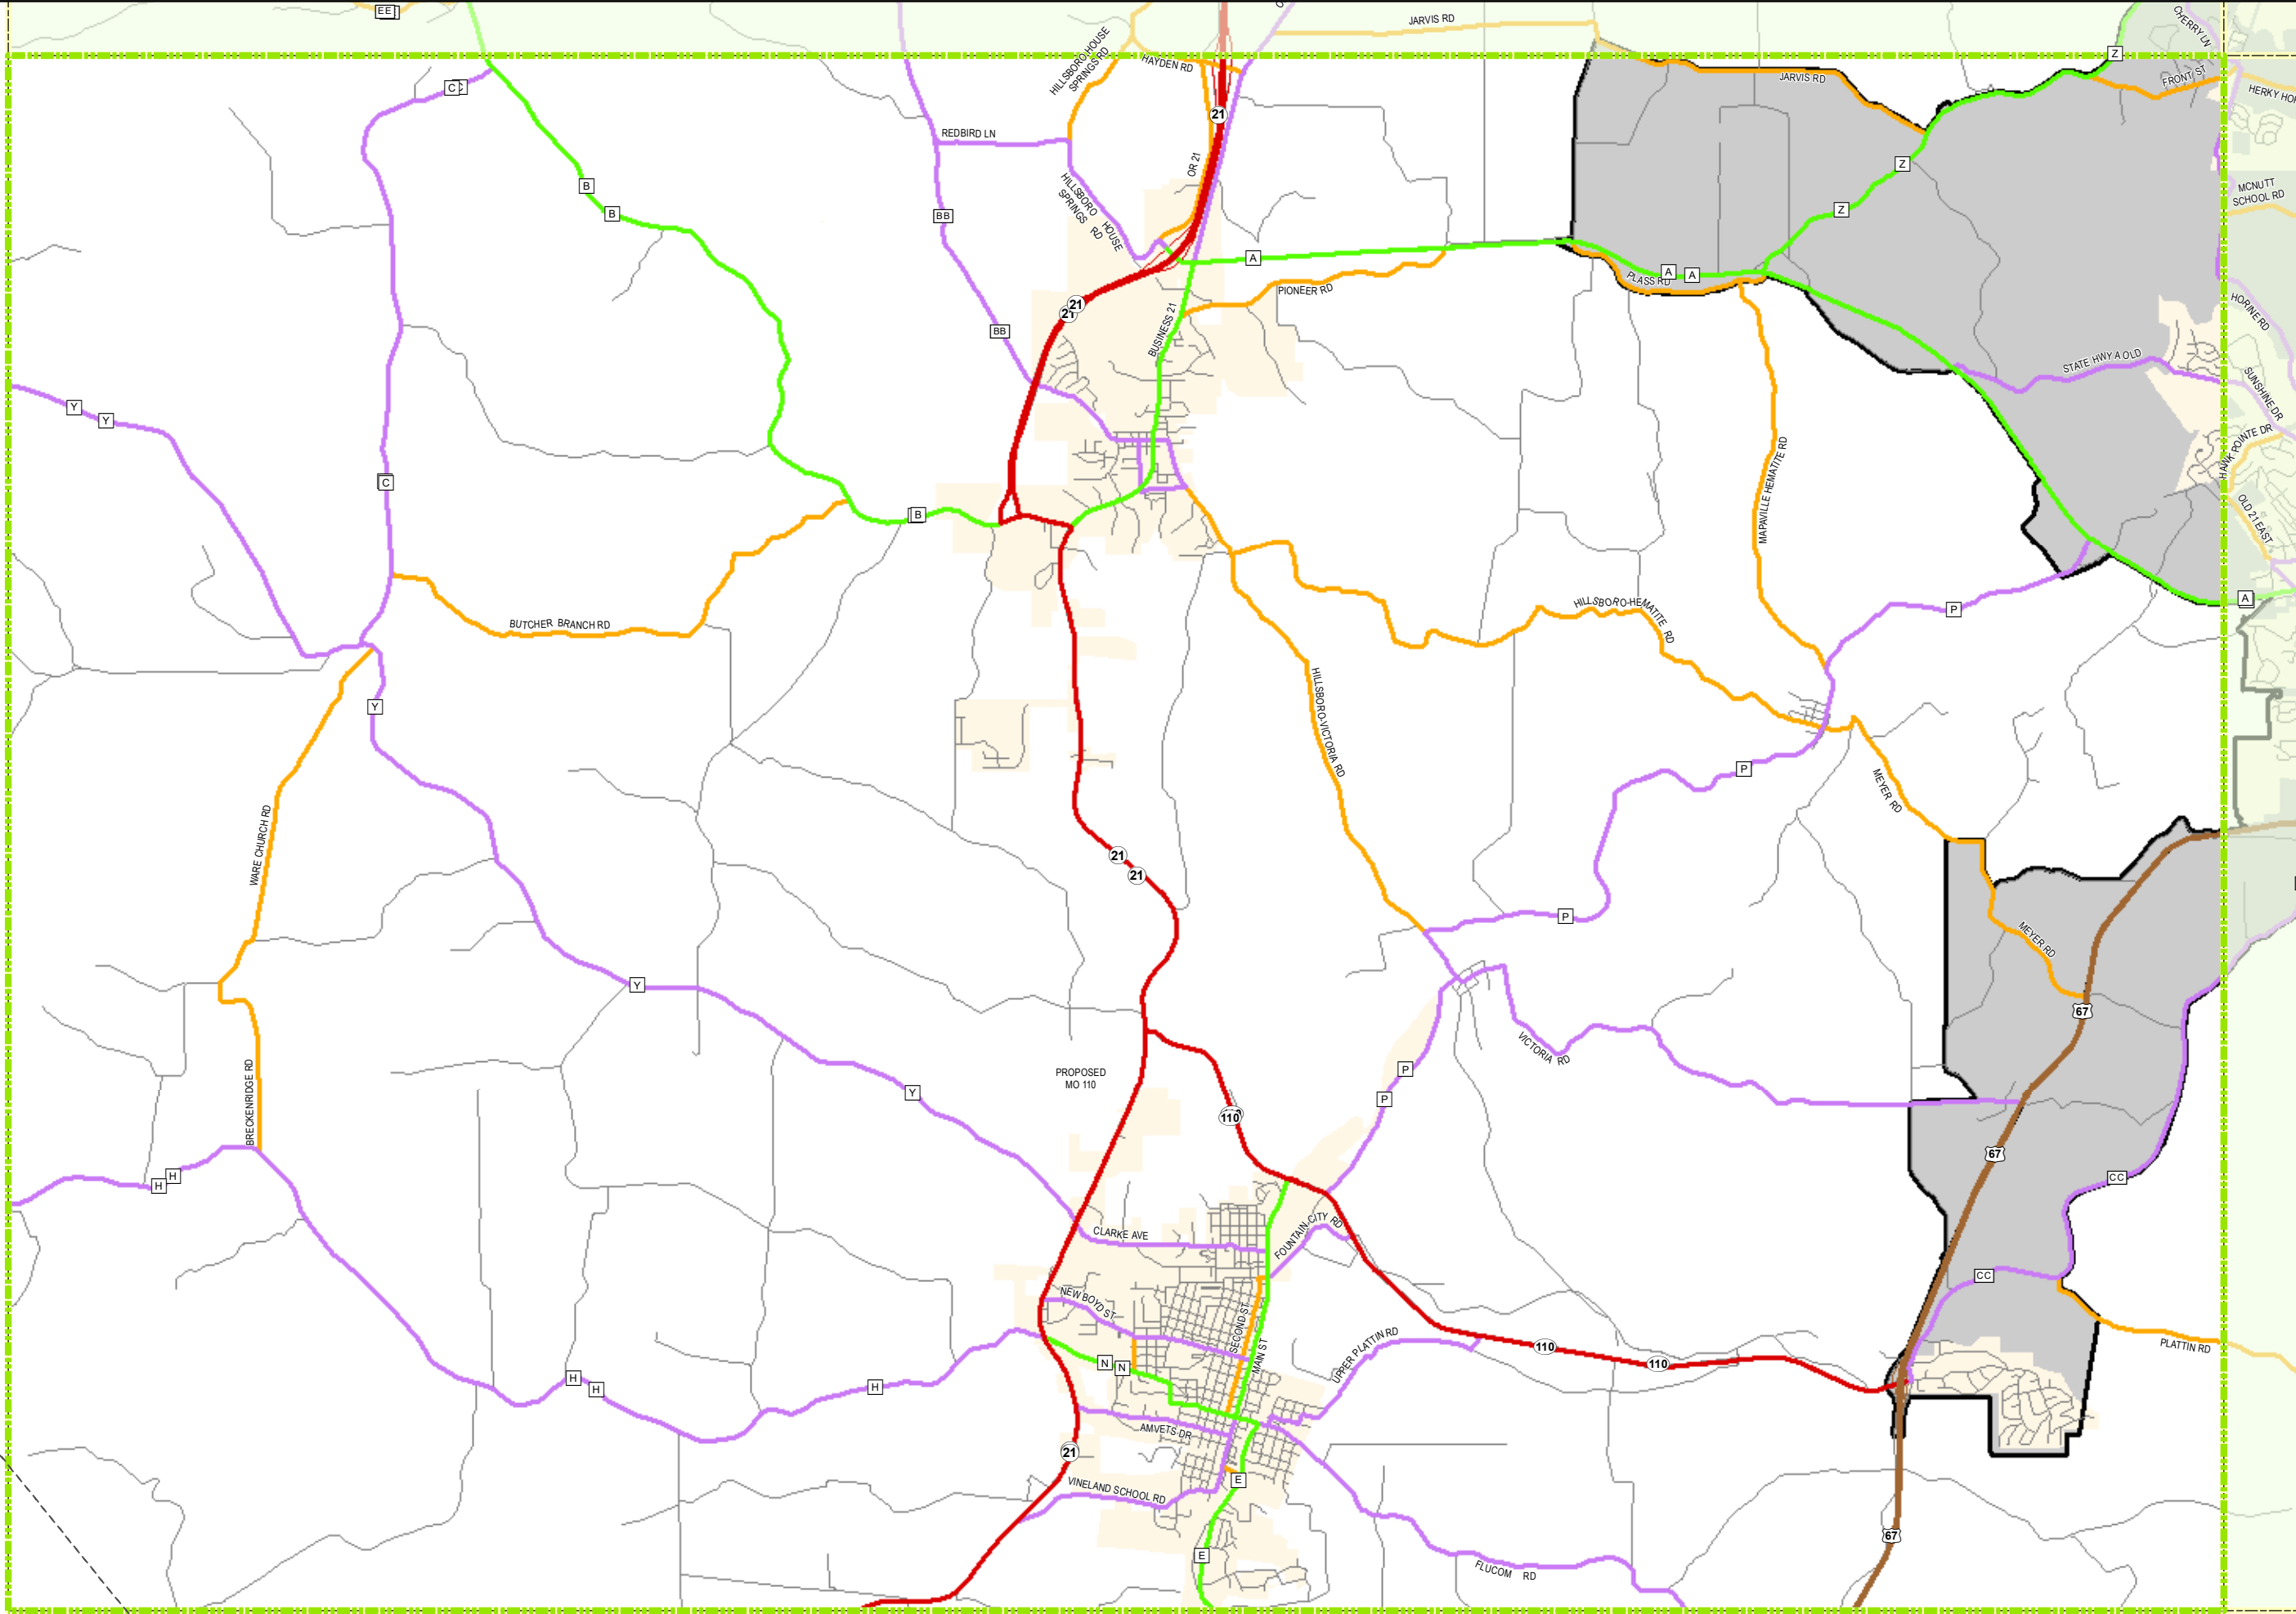 EE
JARVIS RD
CHERRY LN
Z
HILLSBORO HOUSE
SPRINGS RD
HAYDEN RD
JARVIS RD
FRONT ST
C
HERKY
21
REDBIRD LN
Z
OR 21
B
MCNUTT
SCHOOL RD
HILLSBORO HOUSE
SPRINGS RD
B
BB
Z
A
A
A
PLASS RD
PIONEER RD
21
21
HORINE RD
BB
BUSINESS 21
STATE HWY A OLD
SUNSHINE DR
Y
Y
HAWK POINTE DR
MAPAVILLE HEMATITE RD
C
B
OLD 21 EAST
A
P
HILLSBORO-HEMATITE RD
BUTCHER BRANCH RD
Y
HILLSBORO-VICTORIA RD
P
MEYER RD
WARE CHURCH RD
21
21
P
MEYER RD
Y
67
VICTORIA RD
PROPOSED
MO 110
P
Y
P
110
BRECKENRIDGE RD
67
H
H
CC
CLARKE AVE
FOUNTAIN CITY RD
CC
NEW BOYD ST
SECOND ST
MAIN ST
UPPER PLATTIN RD
110
110
PLATTIN RD
N
N
H
H
H
AMVETS DR
21
VINELAND SCHOOL RD
E
67
E
FLUCOM RD